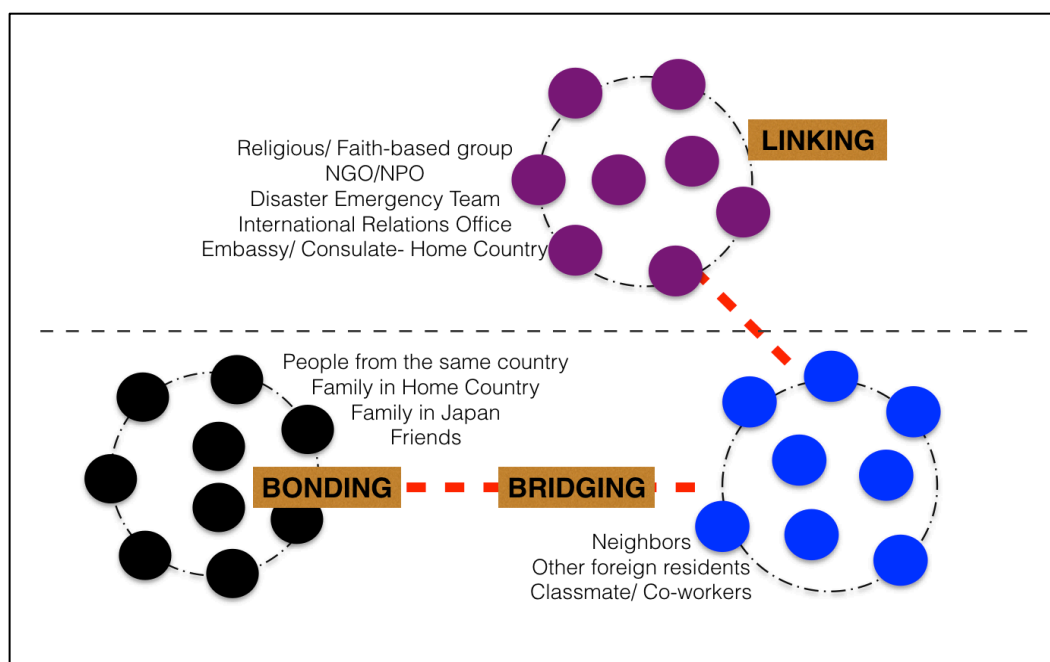 LINKING
Religious/ Faith-based group
NGO/NPO
Disaster Emergency Team
International Relations Office
Embassy/ Consulate- Home Country
People from the same country
Family in Home Country
Family in Japan
Friends
BONDING
BRIDGING
Neighbors
Other foreign residents
Classmate/ Co-workers